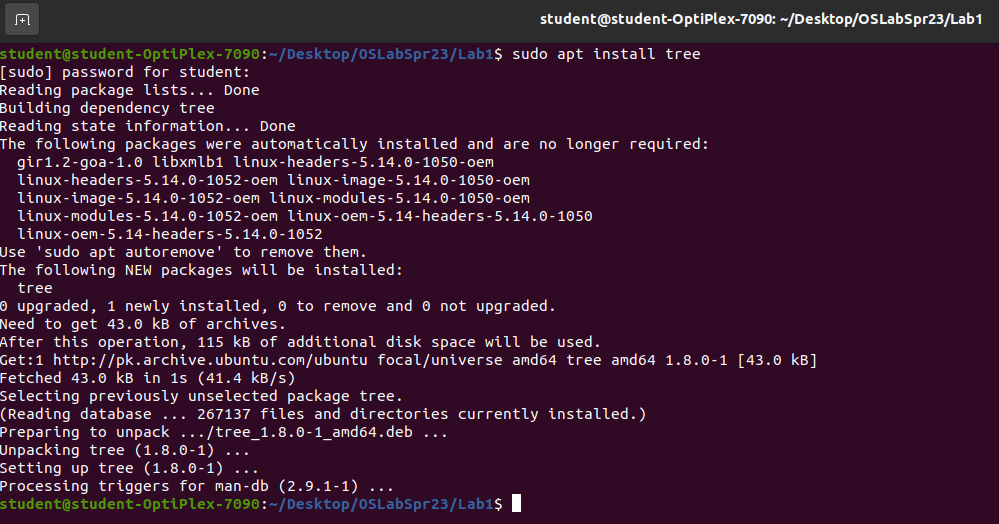 student@student-OptiPlex-7090: ~/Desktop/OSLabSpr23/Lab1
student@student-OptiPlex-7090:~/Desktop/OSLabSpr23/Lab1$ sudo apt install tree
[sudo] password for student:
Reading package lists... Done
Building dependency tree
Reading state information... Done
The following packages were automatically installed and are no longer required:
  gir1.2-goa-1.0 libxmlb1 linux-headers-5.14.0-1050-oem
  linux-headers-5.14.0-1052-oem linux-image-5.14.0-1050-oem
  linux-image-5.14.0-1052-oem linux-modules-5.14.0-1050-oem
  linux-modules-5.14.0-1052-oem linux-oem-5.14-headers-5.14.0-1050
  linux-oem-5.14-headers-5.14.0-1052
Use 'sudo apt autoremove' to remove them.
The following NEW packages will be installed:
  tree
0 upgraded, 1 newly installed, 0 to remove and 0 not upgraded.
Need to get 43.0 kB of archives.
After this operation, 115 kB of additional disk space will be used.
Get:1 http://pk.archive.ubuntu.com/ubuntu focal/universe amd64 tree amd64 1.8.0-1 [43.0 kB]
Fetched 43.0 kB in 1s (41.4 kB/s)
Selecting previously unselected package tree.
(Reading database ... 267137 files and directories currently installed.)
Preparing to unpack .../tree_1.8.0-1_amd64.deb ...
Unpacking tree (1.8.0-1) ...
Setting up tree (1.8.0-1) ...
Processing triggers for man-db (2.9.1-1) ...
student@student-OptiPlex-7090:~/Desktop/OSLabSpr23/Lab1$